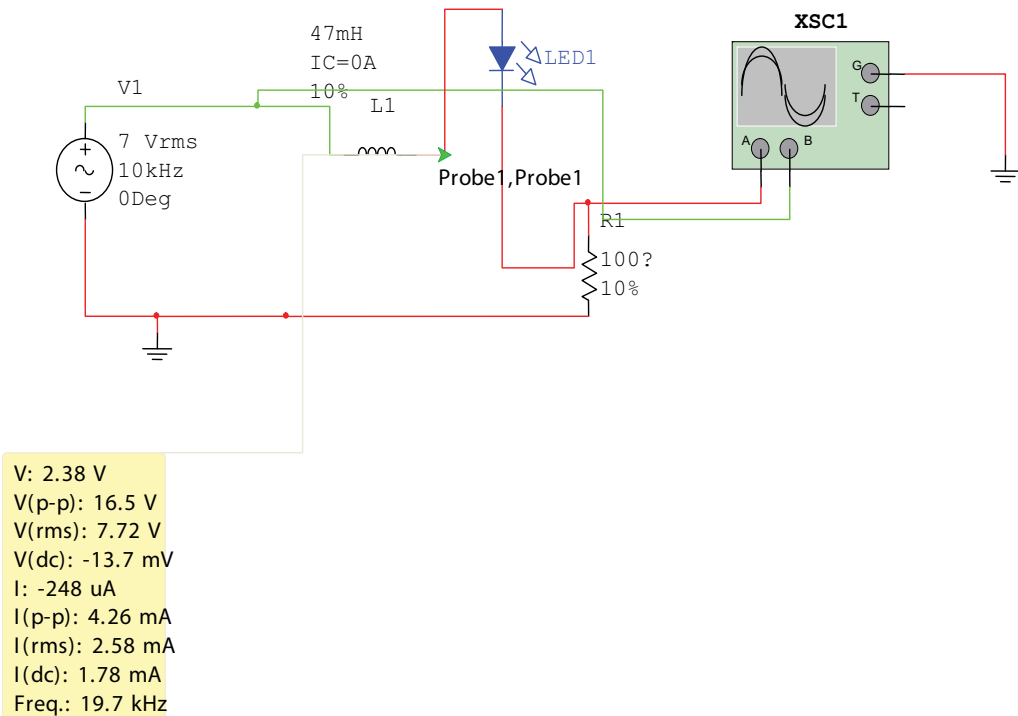 XSC1
47mH
IC=0A
10%
L1
LED1
G
T
A
B
V1
7 Vrms
10kHz
0Deg
Probe1,Probe1
R1
100?
10%
V: 2.38 V
V(p-p): 16.5 V
V(rms): 7.72 V
V(dc): -13.7 mV
I: -248 uA
I(p-p): 4.26 mA
I(rms): 2.58 mA
I(dc): 1.78 mA
Freq.: 19.7 kHz